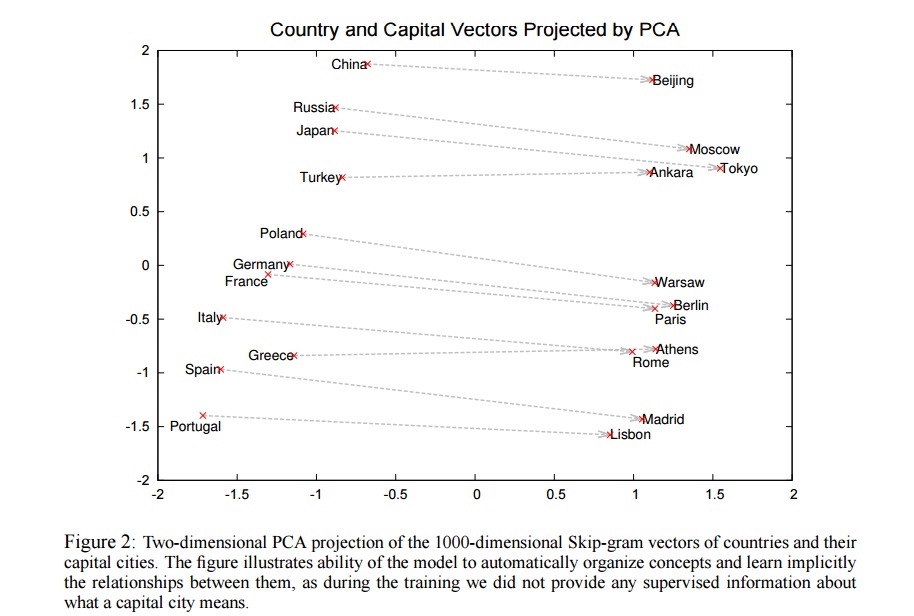 Country and Capital Vectors Projected by PCA
2
China
Beijing
1.5
Russia
Japan
Moscow
1
Tokyo
Turkey
Ankara
0.5
Poland
0
Germany
France
Warsaw
Berlin
-0.5
Italy
Paris
Greece
Athens
Rome
-1
Spain
Madrid
-1.5
Portugal
Lisbon
-2
-2 -1.5 -1 -0.5 0 0.5 1 1.5 2
Figure 2: Two-dimensional PCA projection of the 1000-dimensional Skip-gram vectors of countries and their
capital cities. The figure illustrates ability of the model to automatically organize concepts and learn implicitly
the relationships between them, as during the training we did not provide any supervised information about
what a capital city means.